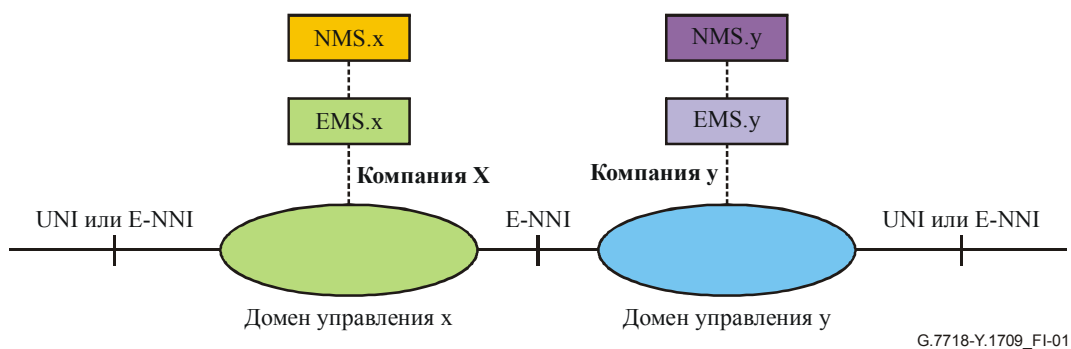 NMS.x
NMS.y
EMS.x
EMS.y
Компания X
Компания y
UNI или E-NNI
E-NNI
UNI или E-NNI
Домен управления x
Домен управления y
G.7718-Y.1709_FI-01